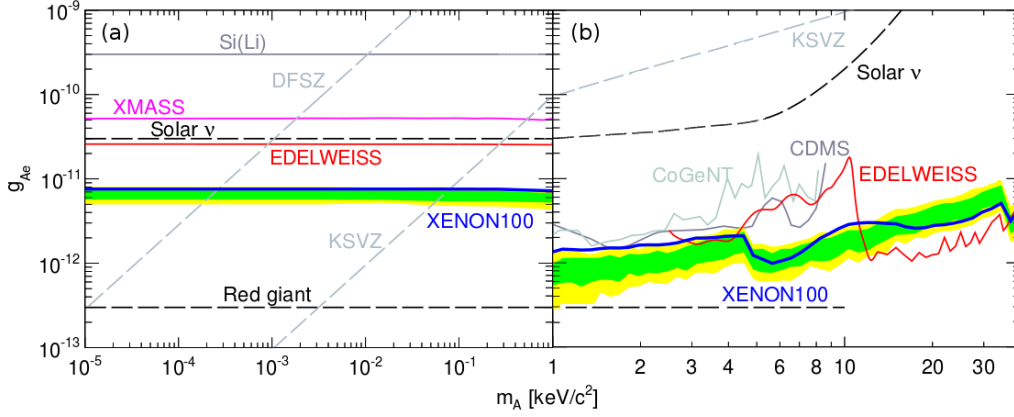 (a)
(b)
10^-9
10^-10
10^-11
10^-12
10^-13
g_Ae
Si(Li)
DFSZ
XMASS
Solar ν
EDELWEISS
XENON100
KSVZ
Red giant
KSVZ
Solar ν
CDMS
CoGeNT
EDELWEISS
XENON100
10^-5
10^-4
10^-3
10^-2
10^-1
1
2
3
4
5
6
8
10
20
30
m_A [keV/c^2]